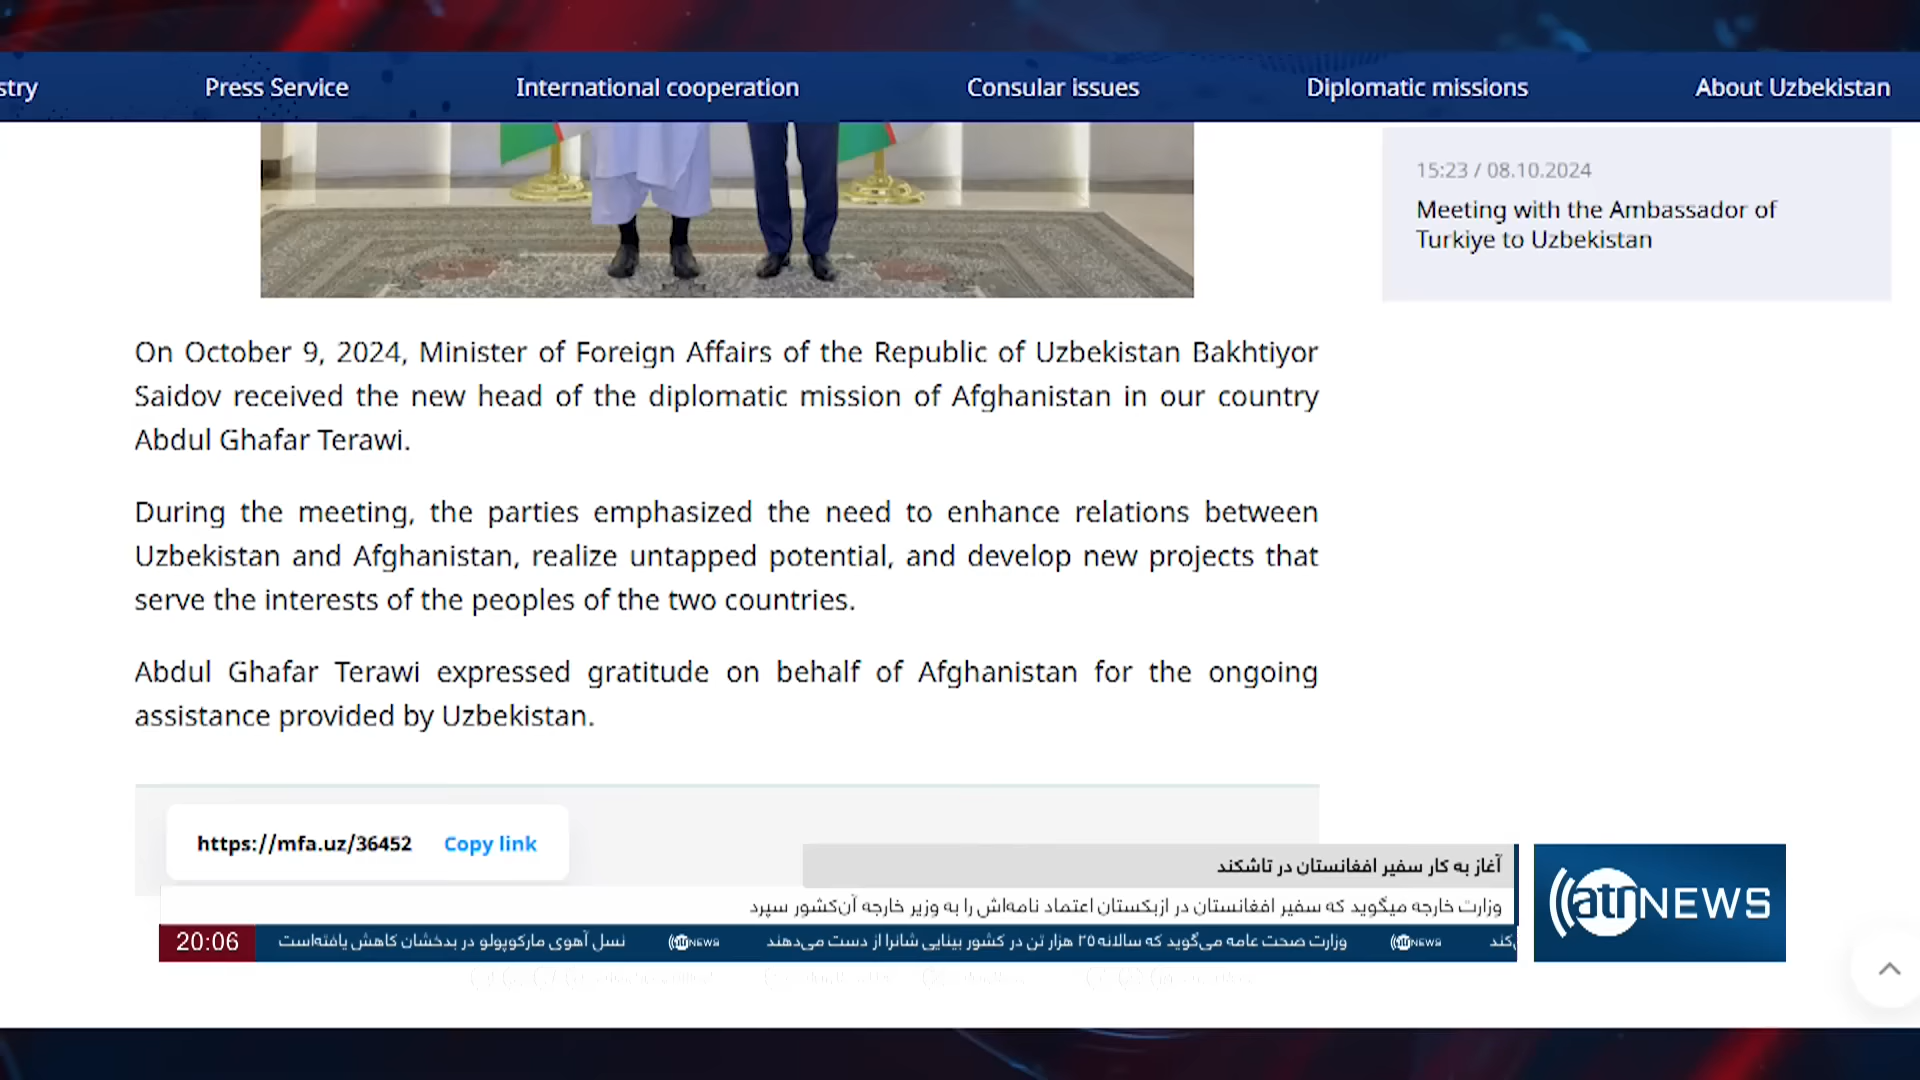 stry Press Service International cooperation Consular issues Diplomatic missions About Uzbekistan
15:23 / 08.10.2024
Meeting with the Ambassador of
Turkiye to Uzbekistan
On October 9, 2024, Minister of Foreign Affairs of the Republic of Uzbekistan Bakhtiyor
Saidov received the new head of the diplomatic mission of Afghanistan in our country
Abdul Ghafar Terawi.
During the meeting, the parties emphasized the need to enhance relations between
Uzbekistan and Afghanistan, realize untapped potential, and develop new projects that
serve the interests of the peoples of the two countries.
Abdul Ghafar Terawi expressed gratitude on behalf of Afghanistan for the ongoing
assistance provided by Uzbekistan.
https://mfa.uz/36452 Copy link
آغاز به کار سفیر افغانستان در تاشکند
وزارت خارجه میگوید که سفیر افغانستان در ازبکستان اعتماد نامه‌اش را به وزیر خارجه آن‌کشور سپرد
atn NEWS
20:06
‌کند atn NEWS وزارت صحت عامه می‌گوید که سالانه ۲۵ هزار تن در کشور بینایی شانرا از دست می‌دهند atn NEWS نسل آهوی مارکوپولو در بدخشان کاهش یافته‌است